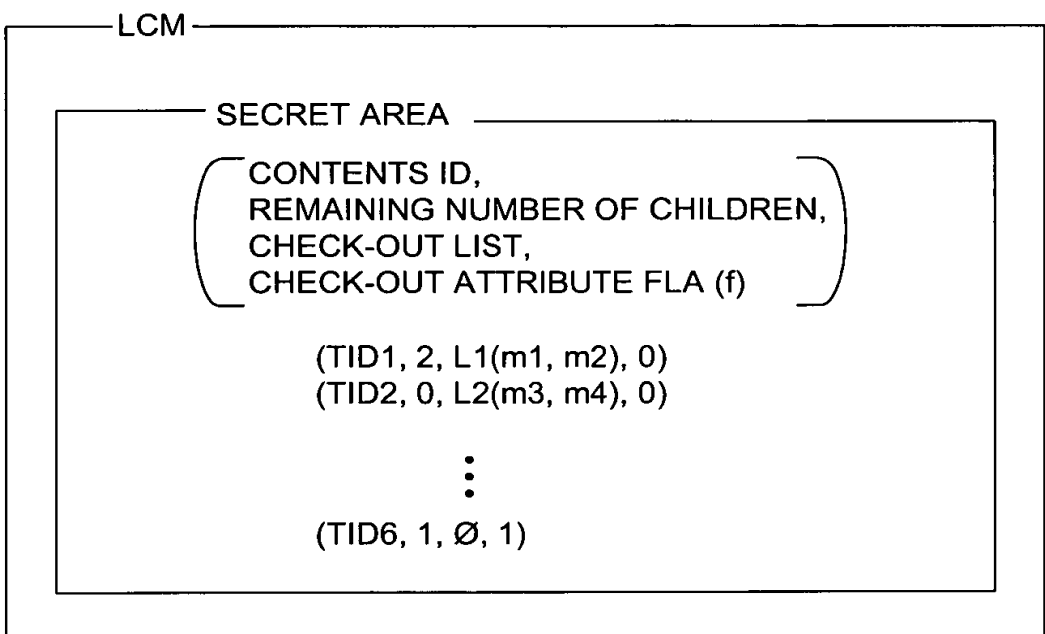 LCM
SECRET AREA
CONTENTS ID,
REMAINING NUMBER OF CHILDREN,
CHECK-OUT LIST,
CHECK-OUT ATTRIBUTE FLA (f)
(TID1, 2, L1(m1, m2), 0)
(TID2, 0, L2(m3, m4), 0)
(TID6, 1, Ø, 1)